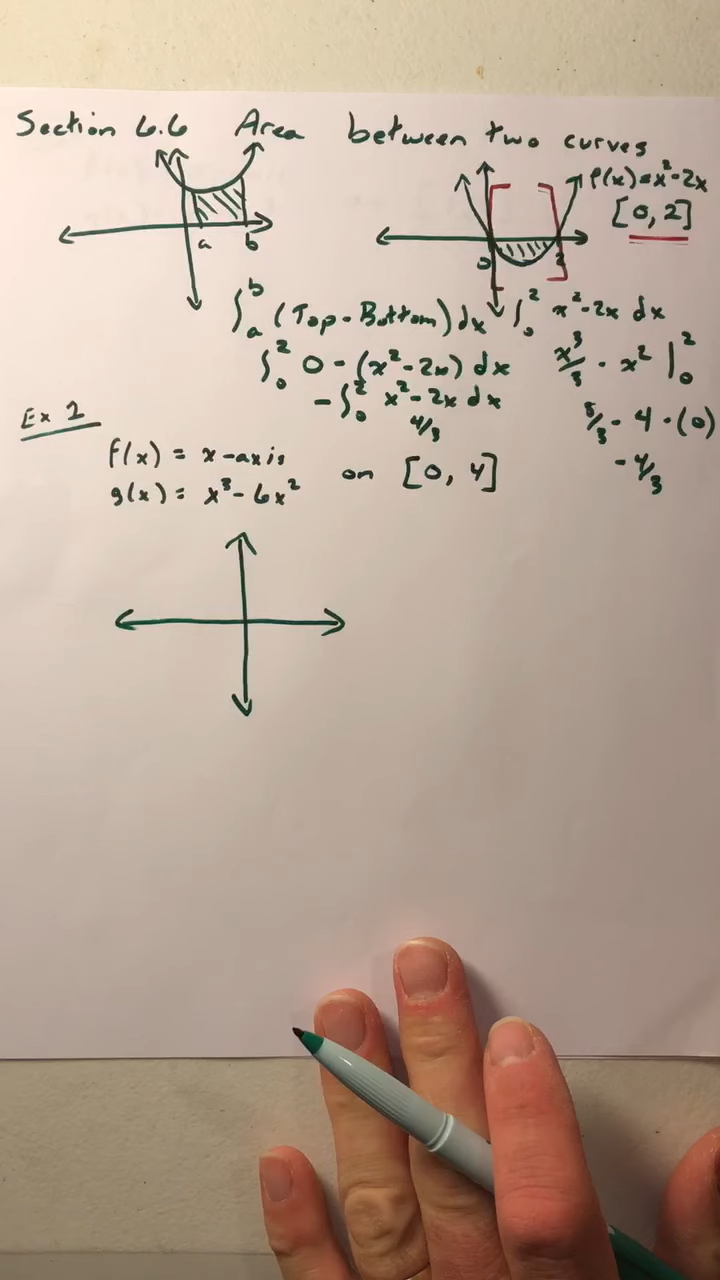 Section 6.6 Area between two curves
a b
f(x)=x²-2x
[0, 2]
0 2
∫ₐᵇ (Top - Bottom) dx
∫₀² x²-2x dx
∫₀² 0 - (x²-2x) dx
x³/3 - x² |₀²
-∫₀² x²-2x dx
4/3
8/3 - 4 - (0)
-4/3
Ex 1
f(x) = x-axis
g(x) = x³-6x² on [0, 4]